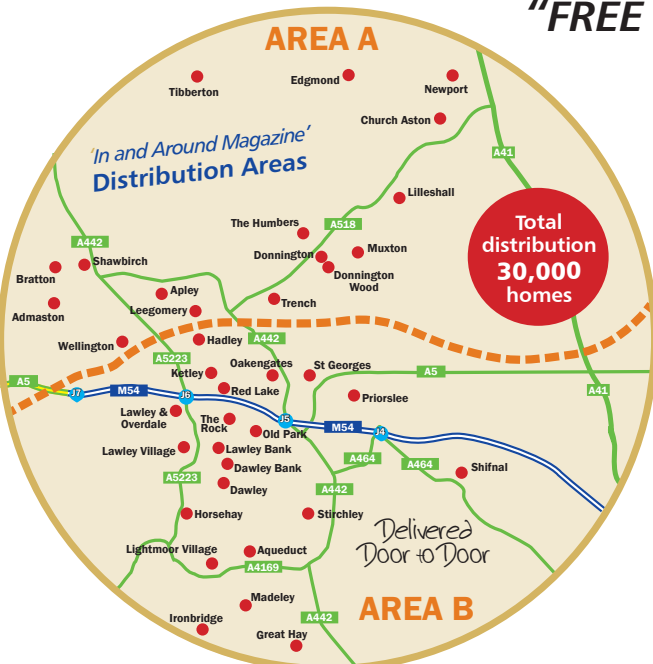 "FREE
AREA A
Tibberton
Edgmond
Newport
Church Aston
A41
'In and Around Magazine'
Distribution Areas
Lilleshall
The Humbers
A518
Total
distribution
30,000
homes
A442
Shawbirch
Donnington
Muxton
Bratton
Donnington
Wood
Apley
Admaston
Leegomery
Trench
Wellington
Hadley
A442
A5223
Oakengates
St Georges
Ketley
A5
A5
J7
M54
J6
Red Lake
Priorslee
A41
Lawley &
Overdale
The
Rock
Old Park
J5
M54
J4
Lawley Village
Lawley Bank
A464
A464
Shifnal
Dawley Bank
A5223
Dawley
A442
Horsehay
Stirchley
Delivered
Door to Door
Lightmoor Village
Aqueduct
A4169
Madeley
AREA B
Ironbridge
A442
Great Hay